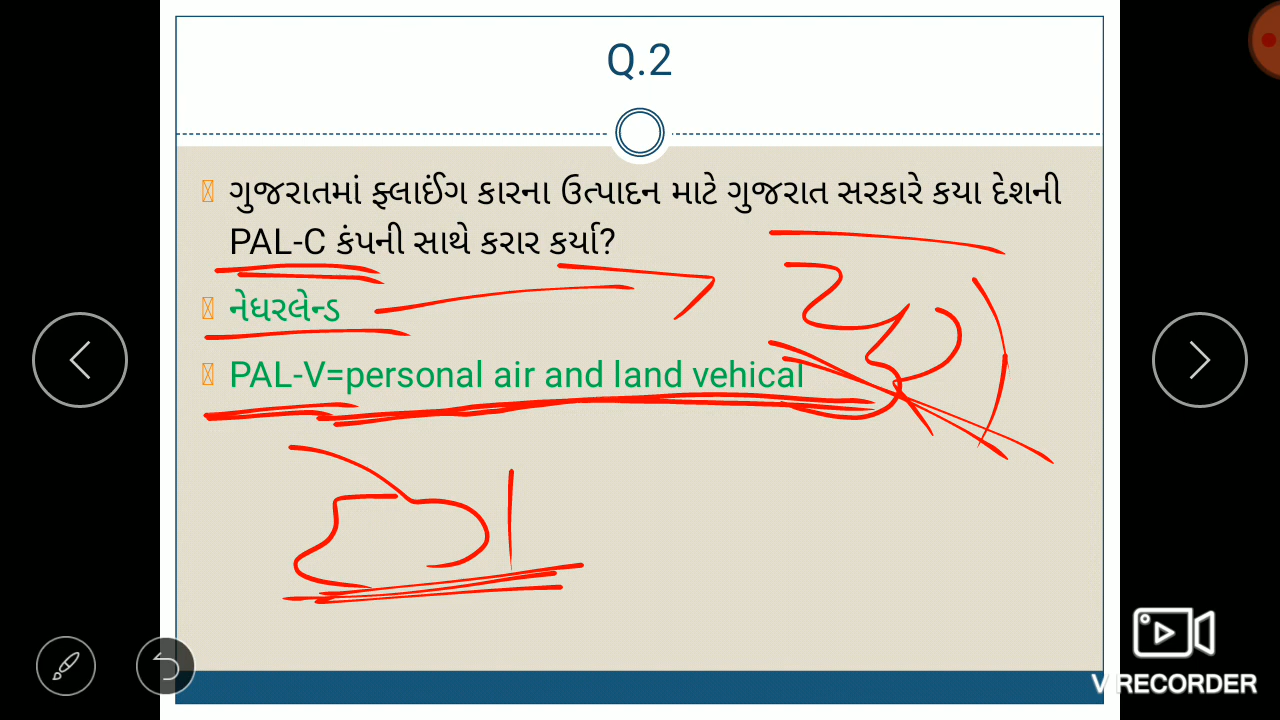 Q.2
ગુજરાતમાં ફ્લાઈંગ કારના ઉત્પાદન માટે ગુજરાત સરકારે કયા દેશની
PAL-C કંપની સાથે કરાર કર્યા?
નેધરલેન્ડ
PAL-V=personal air and land vehical
V RECORDER